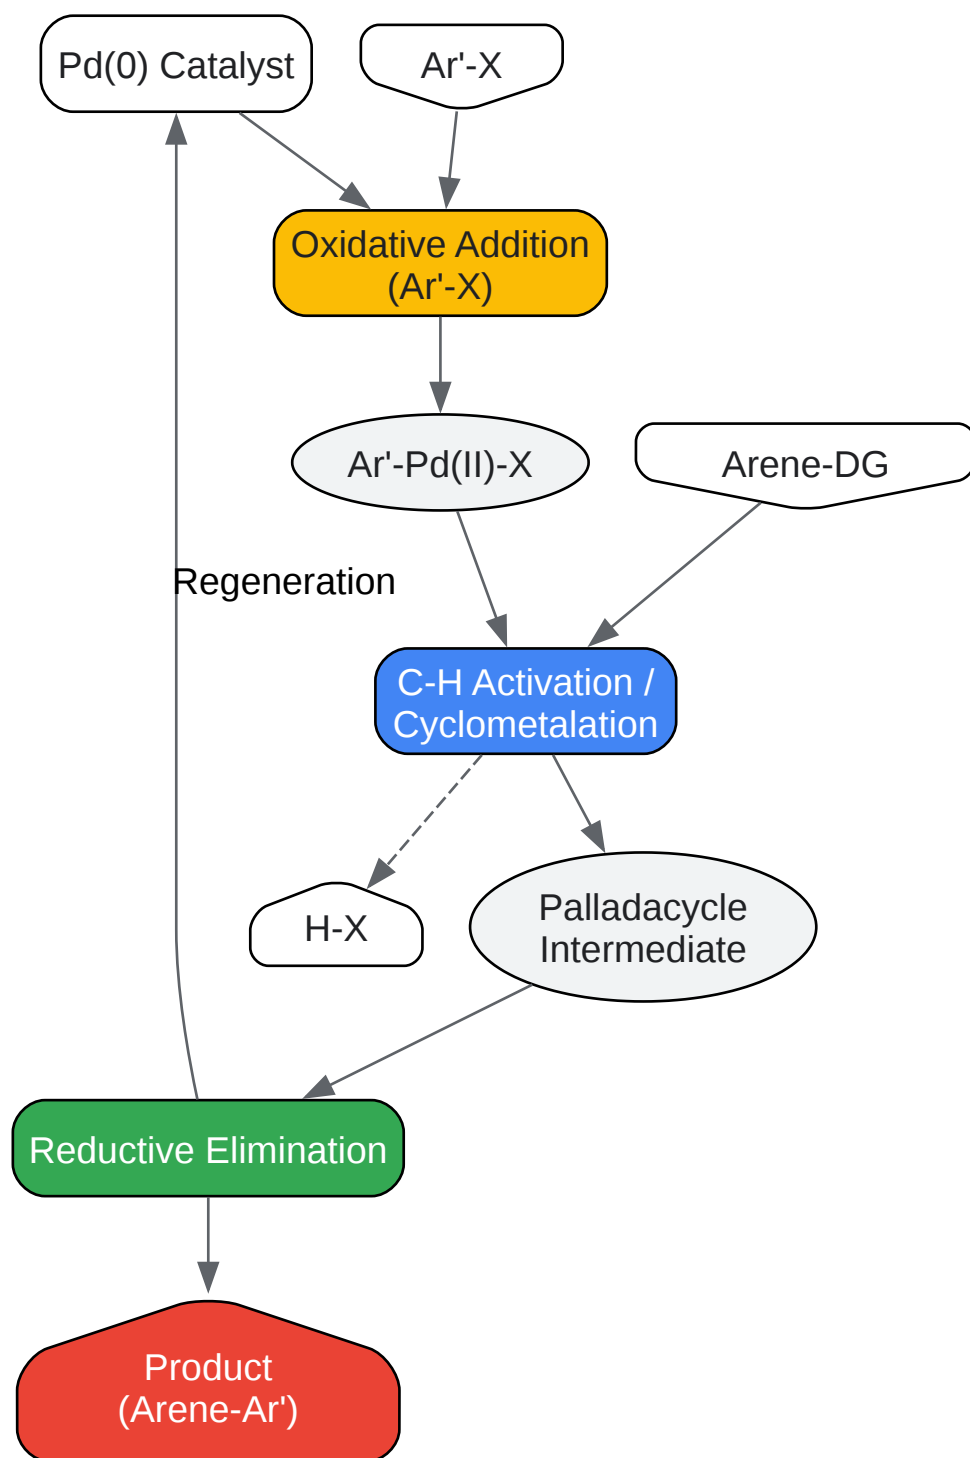 Pd(0) Catalyst
Ar'-X
Oxidative Addition
(Ar'-X)
Ar'-Pd(II)-X
Arene-DG
Regeneration
C-H Activation /
Cyclometalation
H-X
Palladacycle
Intermediate
Reductive Elimination
Product
(Arene-Ar')